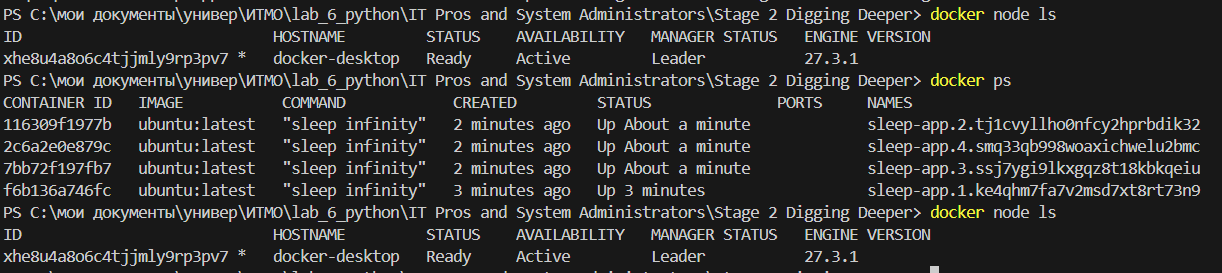 PS C:\мои документы\универ\ИТМО\lab_6_python\IT Pros and System Administrators\Stage 2 Digging Deeper> docker node ls
ID                            HOSTNAME         STATUS    AVAILABILITY   MANAGER STATUS   ENGINE VERSION
xhe8u4a8o6c4tjjmly9rp3pv7 *   docker-desktop   Ready     Active         Leader           27.3.1
PS C:\мои документы\универ\ИТМО\lab_6_python\IT Pros and System Administrators\Stage 2 Digging Deeper> docker ps
CONTAINER ID   IMAGE           COMMAND            CREATED         STATUS              PORTS     NAMES
116309f1977b   ubuntu:latest   "sleep infinity"   2 minutes ago   Up About a minute             sleep-app.2.tj1cvyllho0nfcy2hprbdik32
2c6a2e0e879c   ubuntu:latest   "sleep infinity"   2 minutes ago   Up About a minute             sleep-app.4.smq33qb998woaxichwelu2bmc
7bb72f197fb7   ubuntu:latest   "sleep infinity"   2 minutes ago   Up About a minute             sleep-app.3.ssj7ygi9lkxgqz8t18kbkqeiu
f6b136a746fc   ubuntu:latest   "sleep infinity"   3 minutes ago   Up 3 minutes                  sleep-app.1.ke4qhm7fa7v2msd7xt8rt73n9
PS C:\мои документы\универ\ИТМО\lab_6_python\IT Pros and System Administrators\Stage 2 Digging Deeper> docker node ls
ID                            HOSTNAME         STATUS    AVAILABILITY   MANAGER STATUS   ENGINE VERSION
xhe8u4a8o6c4tjjmly9rp3pv7 *   docker-desktop   Ready     Active         Leader           27.3.1